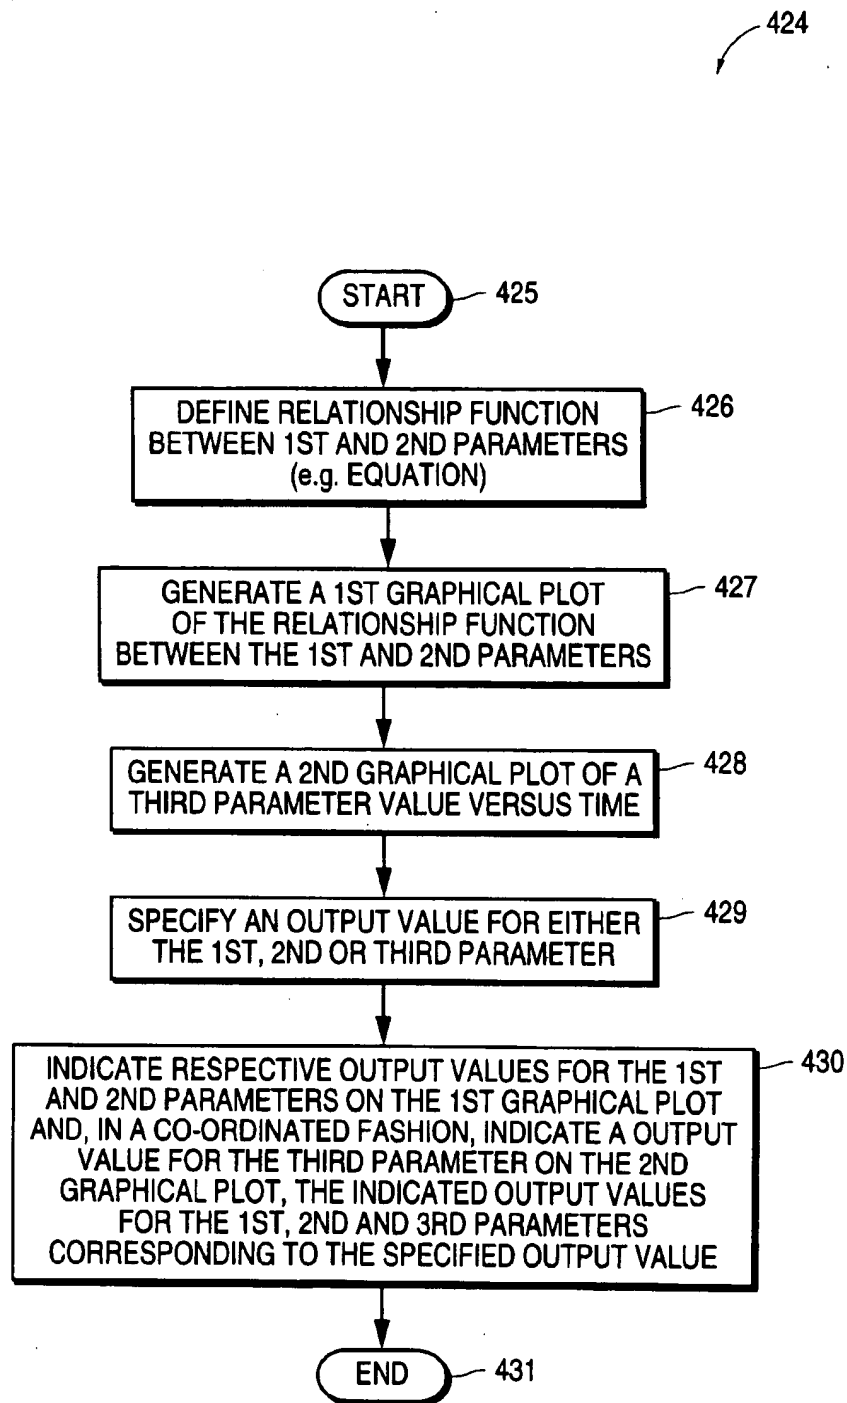 424
START
425
DEFINE RELATIONSHIP FUNCTION
BETWEEN 1ST AND 2ND PARAMETERS
(e.g. EQUATION)
426
GENERATE A 1ST GRAPHICAL PLOT
OF THE RELATIONSHIP FUNCTION
BETWEEN THE 1ST AND 2ND PARAMETERS
427
GENERATE A 2ND GRAPHICAL PLOT OF A
THIRD PARAMETER VALUE VERSUS TIME
428
SPECIFY AN OUTPUT VALUE FOR EITHER
THE 1ST, 2ND OR THIRD PARAMETER
429
INDICATE RESPECTIVE OUTPUT VALUES FOR THE 1ST
AND 2ND PARAMETERS ON THE 1ST GRAPHICAL PLOT
AND, IN A CO-ORDINATED FASHION, INDICATE A OUTPUT
VALUE FOR THE THIRD PARAMETER ON THE 2ND
GRAPHICAL PLOT, THE INDICATED OUTPUT VALUES
FOR THE 1ST, 2ND AND 3RD PARAMETERS
CORRESPONDING TO THE SPECIFIED OUTPUT VALUE
430
END
431